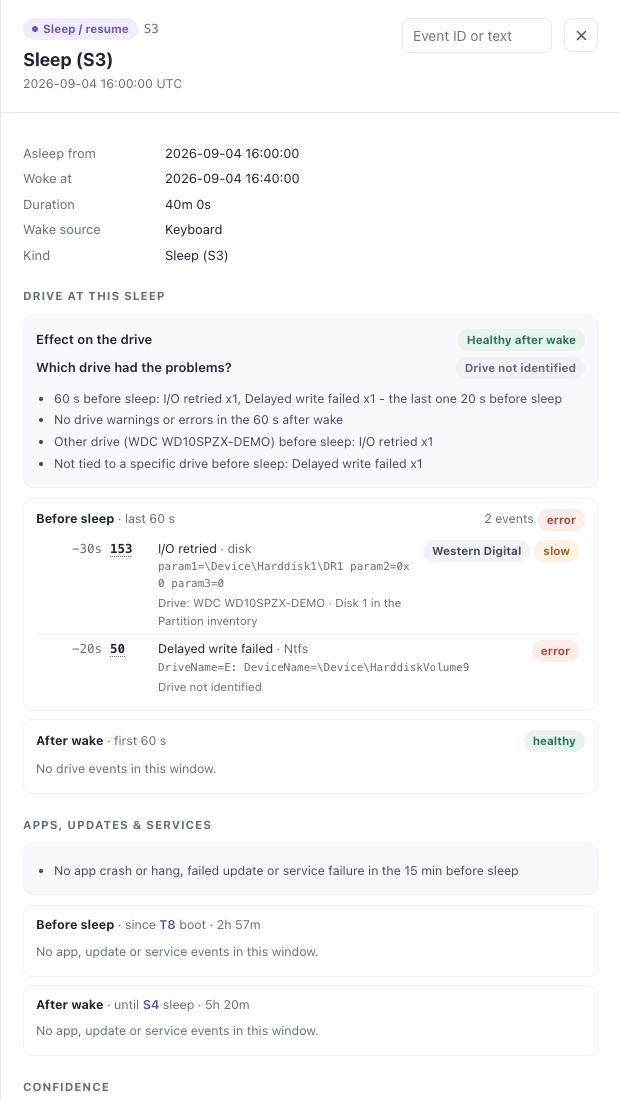 Sleep / resume S3
Event ID or text
Sleep (S3)
2026-09-04 16:00:00 UTC
Asleep from 2026-09-04 16:00:00
Woke at 2026-09-04 16:40:00
Duration 40m 0s
Wake source Keyboard
Kind Sleep (S3)
DRIVE AT THIS SLEEP
Effect on the drive Healthy after wake
Which drive had the problems? Drive not identified
• 60 s before sleep: I/O retried x1, Delayed write failed x1 - the last one 20 s before sleep
• No drive warnings or errors in the 60 s after wake
• Other drive (WDC WD10SPZX-DEMO) before sleep: I/O retried x1
• Not tied to a specific drive before sleep: Delayed write failed x1
Before sleep · last 60 s 2 events error
−30s 153 I/O retried · disk Western Digital slow
param1=\Device\Harddisk1\DR1 param2=0x
0 param3=0
Drive: WDC WD10SPZX-DEMO · Disk 1 in the
Partition inventory
−20s 50 Delayed write failed · Ntfs error
DriveName=E: DeviceName=\Device\HarddiskVolume9
Drive not identified
After wake · first 60 s healthy
No drive events in this window.
APPS, UPDATES & SERVICES
• No app crash or hang, failed update or service failure in the 15 min before sleep
Before sleep · since T8 boot · 2h 57m
No app, update or service events in this window.
After wake · until S4 sleep · 5h 20m
No app, update or service events in this window.
CONFIDENCE